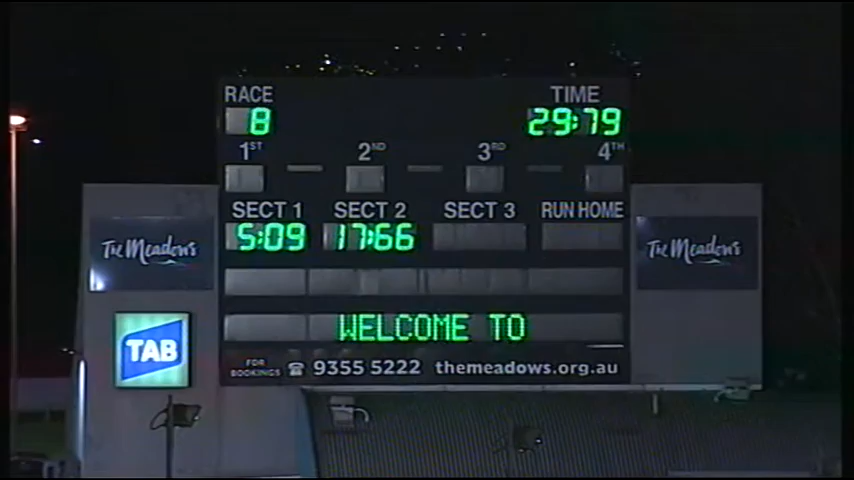 RACE TIME
8 29:79
1ST 2ND 3RD 4TH
SECT 1 SECT 2 SECT 3 RUN HOME
5:09 17:66
The Meadows
The Meadows
WELCOME TO
TAB
FOR BOOKINGS ☎ 9355 5222 themeadows.org.au